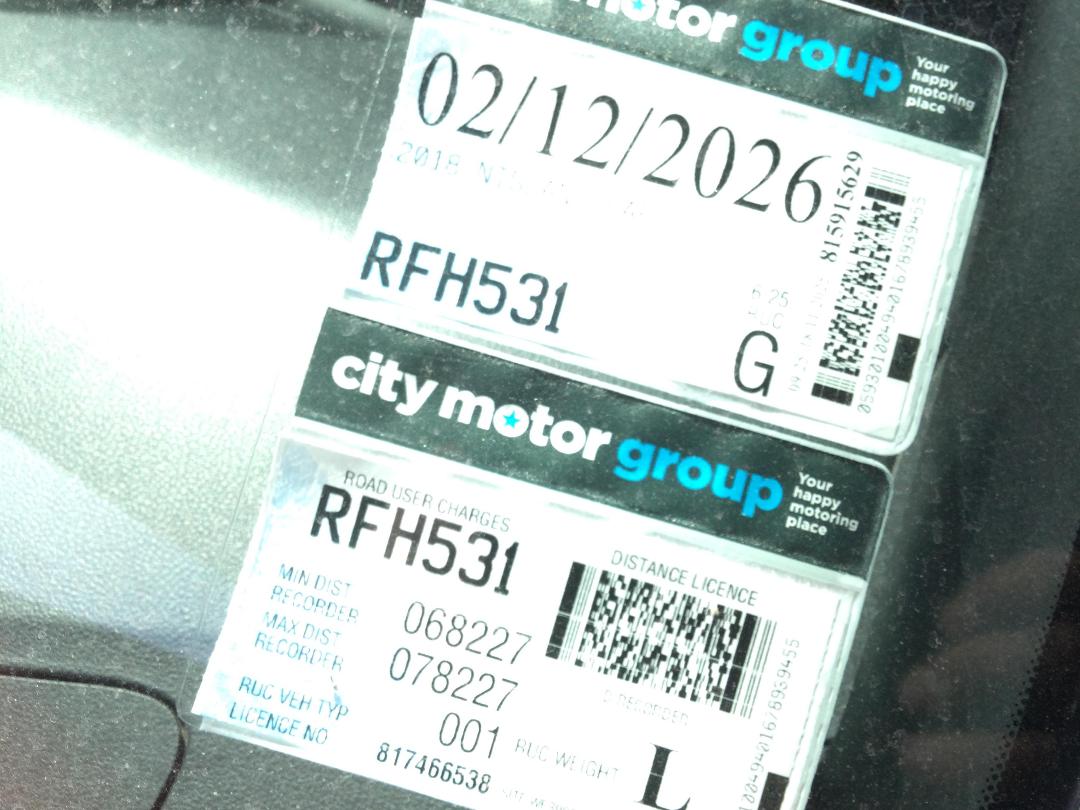 motor group Your happy motoring place
02/12/2026
2018 NISSAN
RFH531
G
815915629
city motor group Your happy motoring place
ROAD USER CHARGES
RFH531
DISTANCE LICENCE
MIN DIST RECORDER 068227
MAX DIST RECORDER 078227
RUC VEH TYP 001 RUC WEIGHT L
LICENCE NO 817466538